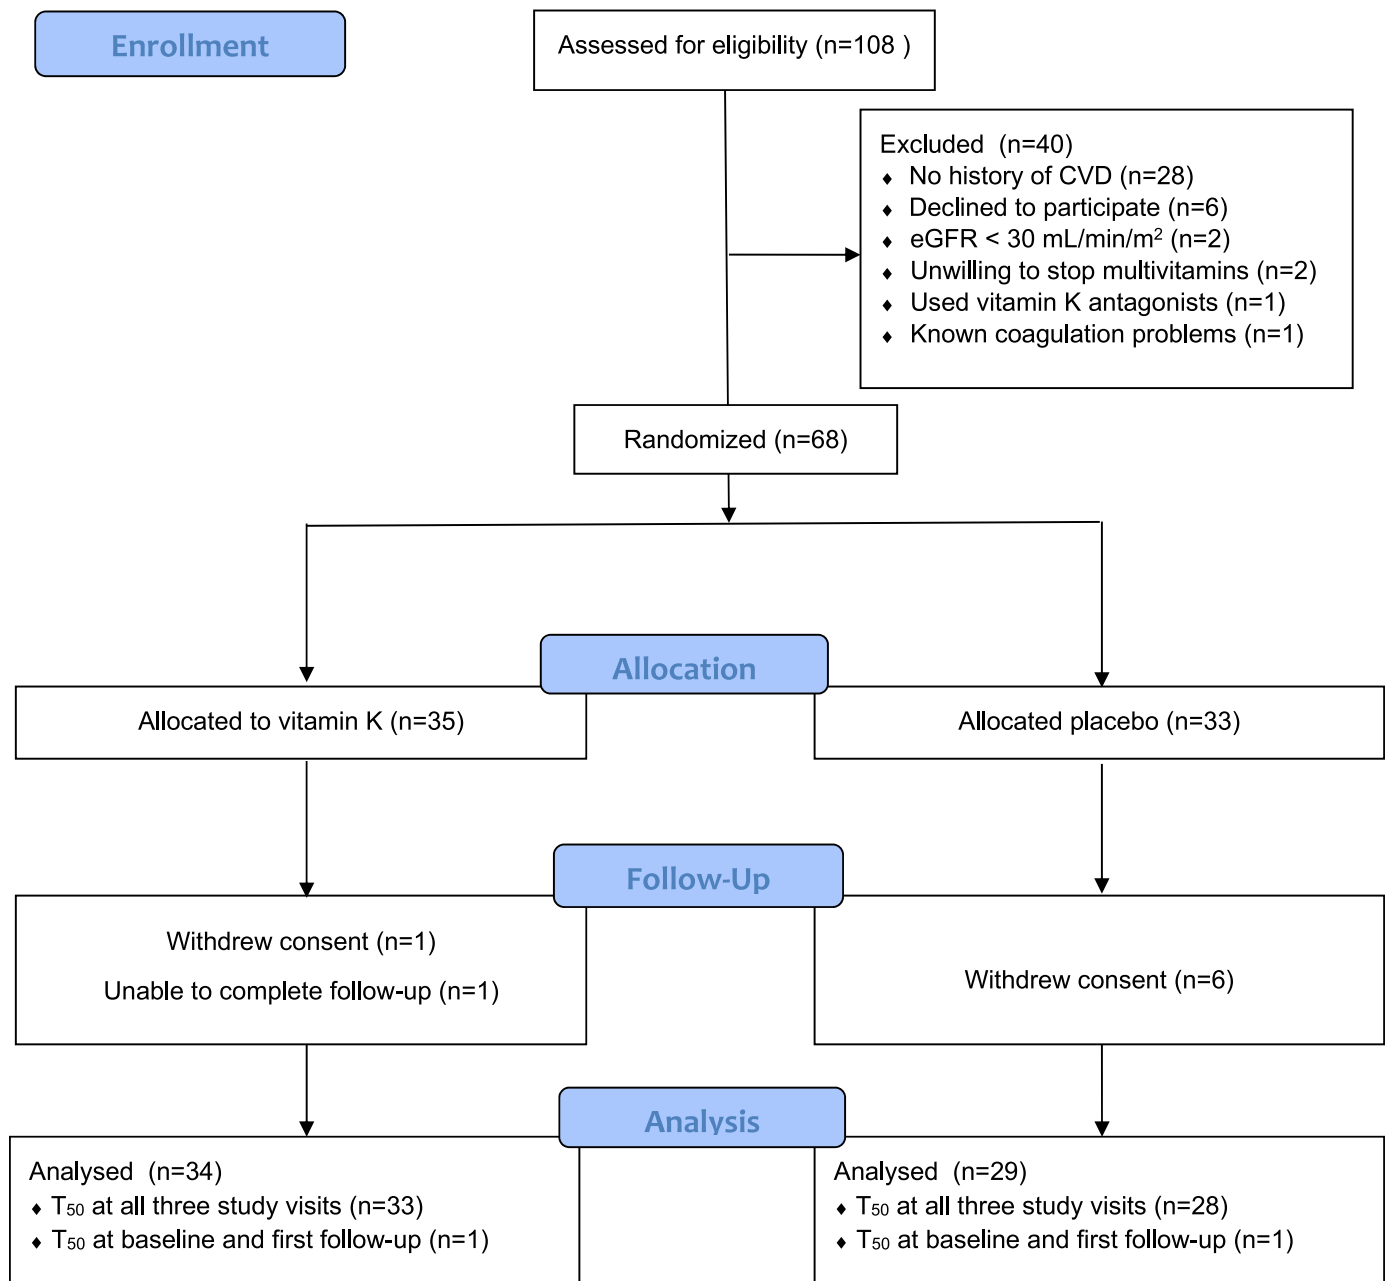 Enrollment
Assessed for eligibility (n=108 )
Excluded (n=40)
♦ No history of CVD (n=28)
♦ Declined to participate (n=6)
♦ eGFR < 30 mL/min/m² (n=2)
♦ Unwilling to stop multivitamins (n=2)
♦ Used vitamin K antagonists (n=1)
♦ Known coagulation problems (n=1)
Randomized (n=68)
Allocation
Allocated to vitamin K (n=35)
Allocated placebo (n=33)
Follow-Up
Withdrew consent (n=1)
Unable to complete follow-up (n=1)
Withdrew consent (n=6)
Analysis
Analysed (n=34)
♦ T₅₀ at all three study visits (n=33)
♦ T₅₀ at baseline and first follow-up (n=1)
Analysed (n=29)
♦ T₅₀ at all three study visits (n=28)
♦ T₅₀ at baseline and first follow-up (n=1)